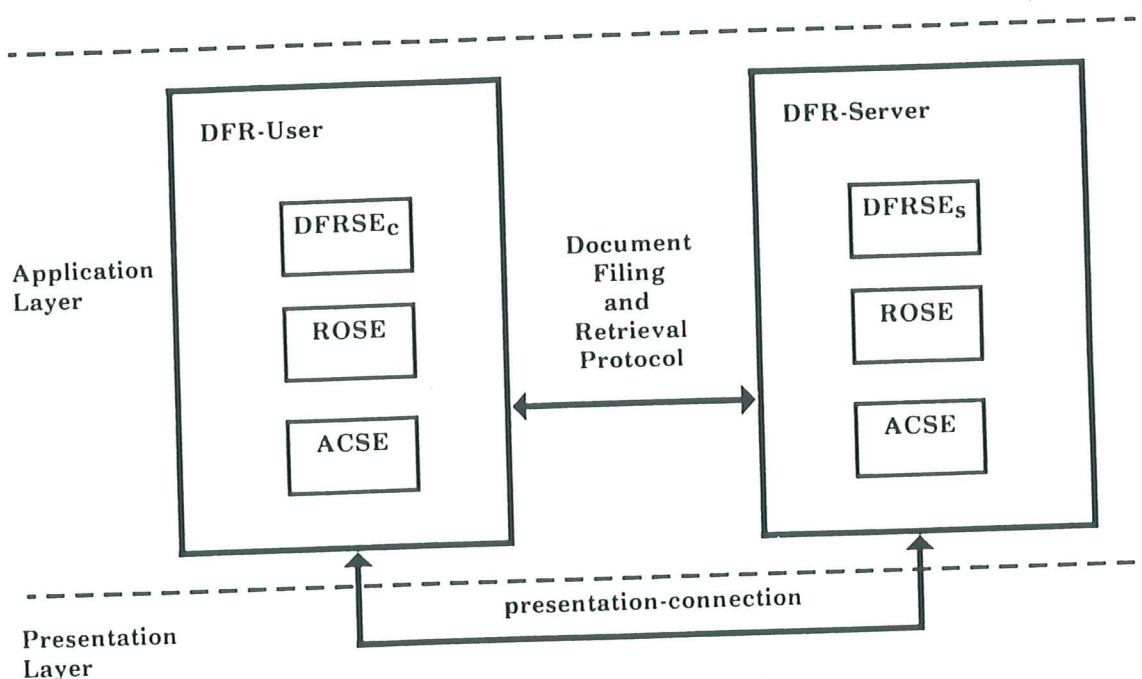 DFR-User
DFRSEc
ROSE
ACSE
Application
Layer
Document
Filing
and
Retrieval
Protocol
DFR-Server
DFRSEs
ROSE
ACSE
presentation-connection
Presentation
Layer